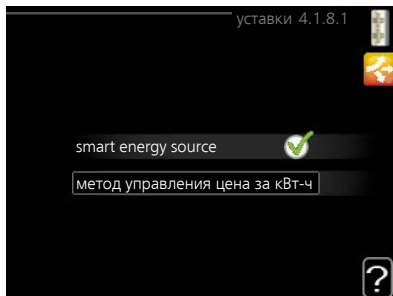 уставки 4.1.8.1
smart energy source
метод управления цена за кВт-ч
?